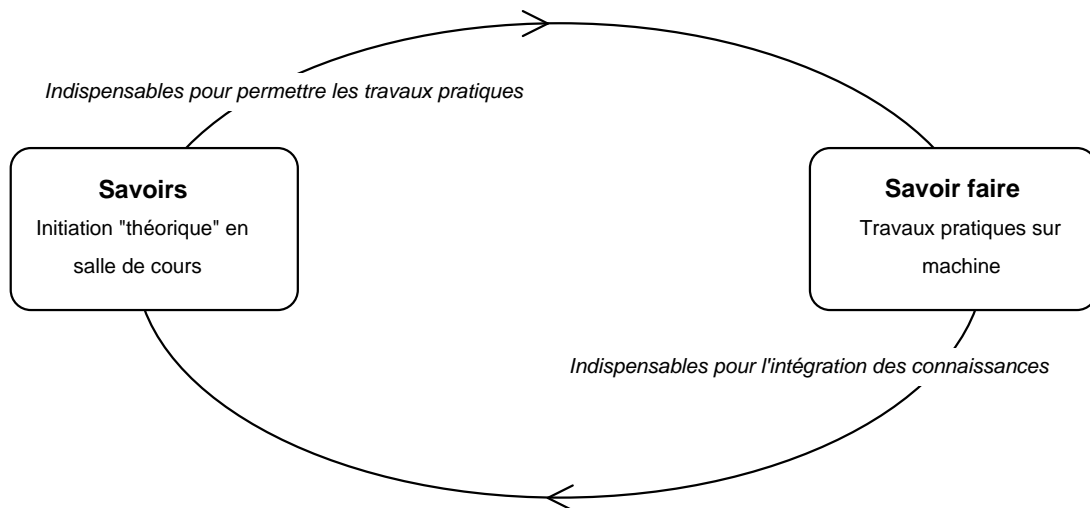 Indispensables pour permettre les travaux pratiques
Savoirs
Initiation "théorique" en
salle de cours
Savoir faire
Travaux pratiques sur
machine
Indispensables pour l'intégration des connaissances